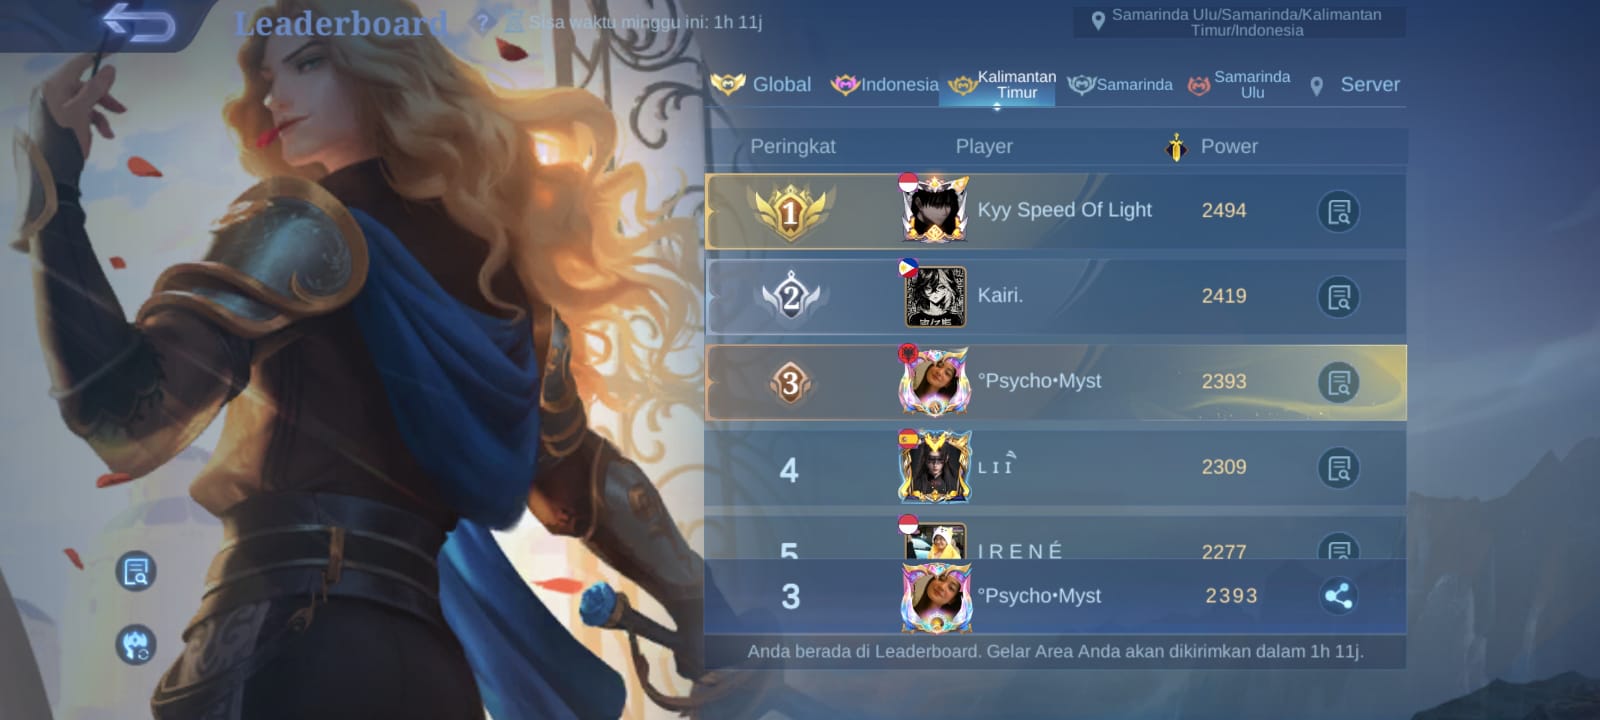 Leaderboard
?
Sisa waktu minggu ini: 1h 11j
Samarinda Ulu/Samarinda/Kalimantan
Timur/Indonesia
Global
Indonesia
Kalimantan
Timur
Samarinda
Samarinda
Ulu
Server
Peringkat Player Power
1 Kyy Speed Of Light 2494
2 Kairi. 2419
3 °Psycho•Myst 2393
4 ʟɪɪ 2309
5 I R E N É 2277
3 °Psycho•Myst 2393
Anda berada di Leaderboard. Gelar Area Anda akan dikirimkan dalam 1h 11j.